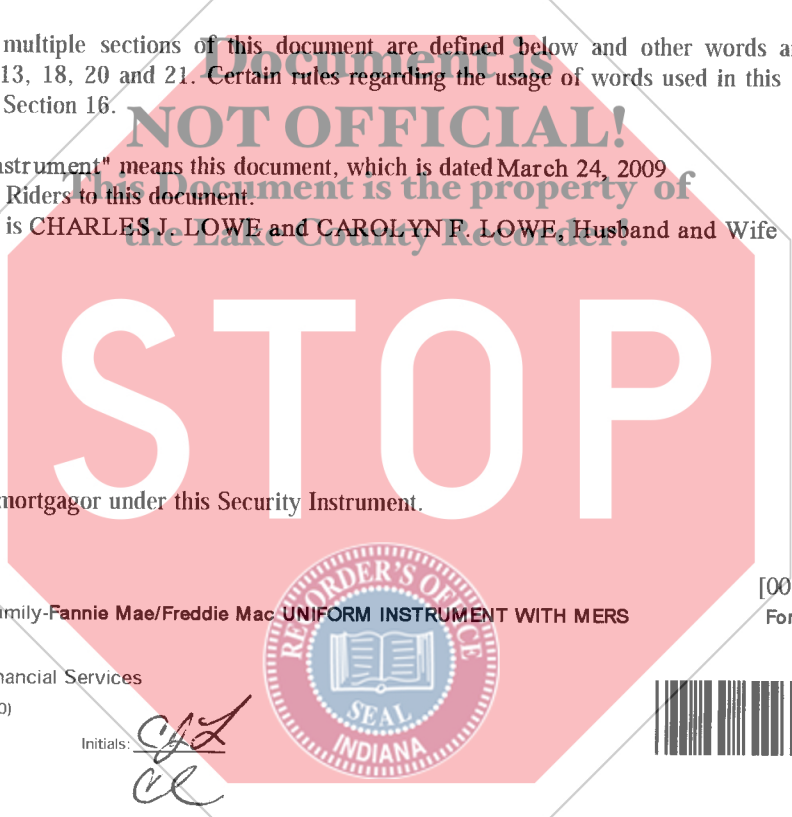 multiple sections of this document are defined below and other words a
Document is
13, 18, 20 and 21. Certain rules regarding the usage of words used in this
Section 16.
NOT OFFICIAL!
nstrument" means this document, which is dated March 24, 2009
This Document is the property of
Riders to this document.
is CHARLES J. LOWE and CAROLYN F. LOWE, Husband and Wife
the Lake County Recorder!
STOP
mortgagor under this Security Instrument.
RECORDER'S OFFICE
[00
amily-Fannie Mae/Freddie Mac UNIFORM INSTRUMENT WITH MERS
For
nancial Services
0)
SEAL
Initials: CJL
INDIANA